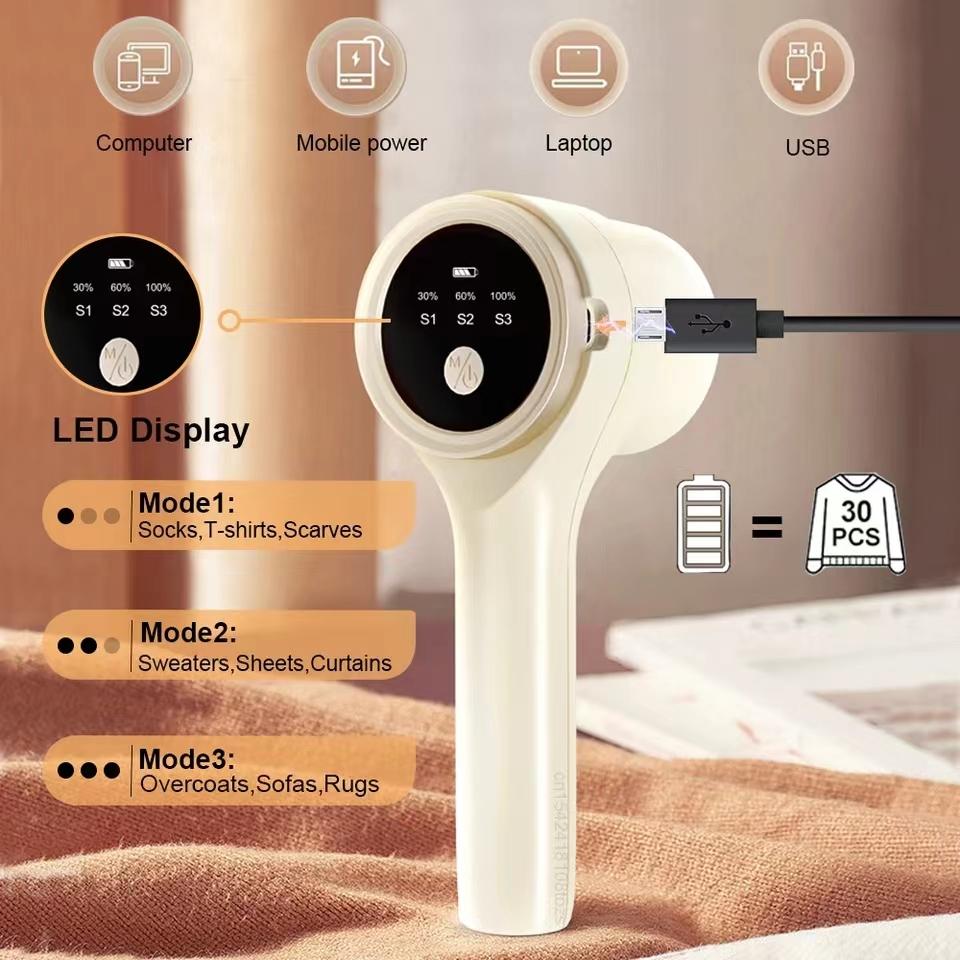 Computer
Mobile power
Laptop
USB
30% 60% 100%
S1 S2 S3
M
30% 60% 100%
S1 S2 S3
M
LED Display
Mode1:
Socks,T-shirts,Scarves
30
PCS
=
Mode2:
Sweaters,Sheets,Curtains
Mode3:
Overcoats,Sofas,Rugs